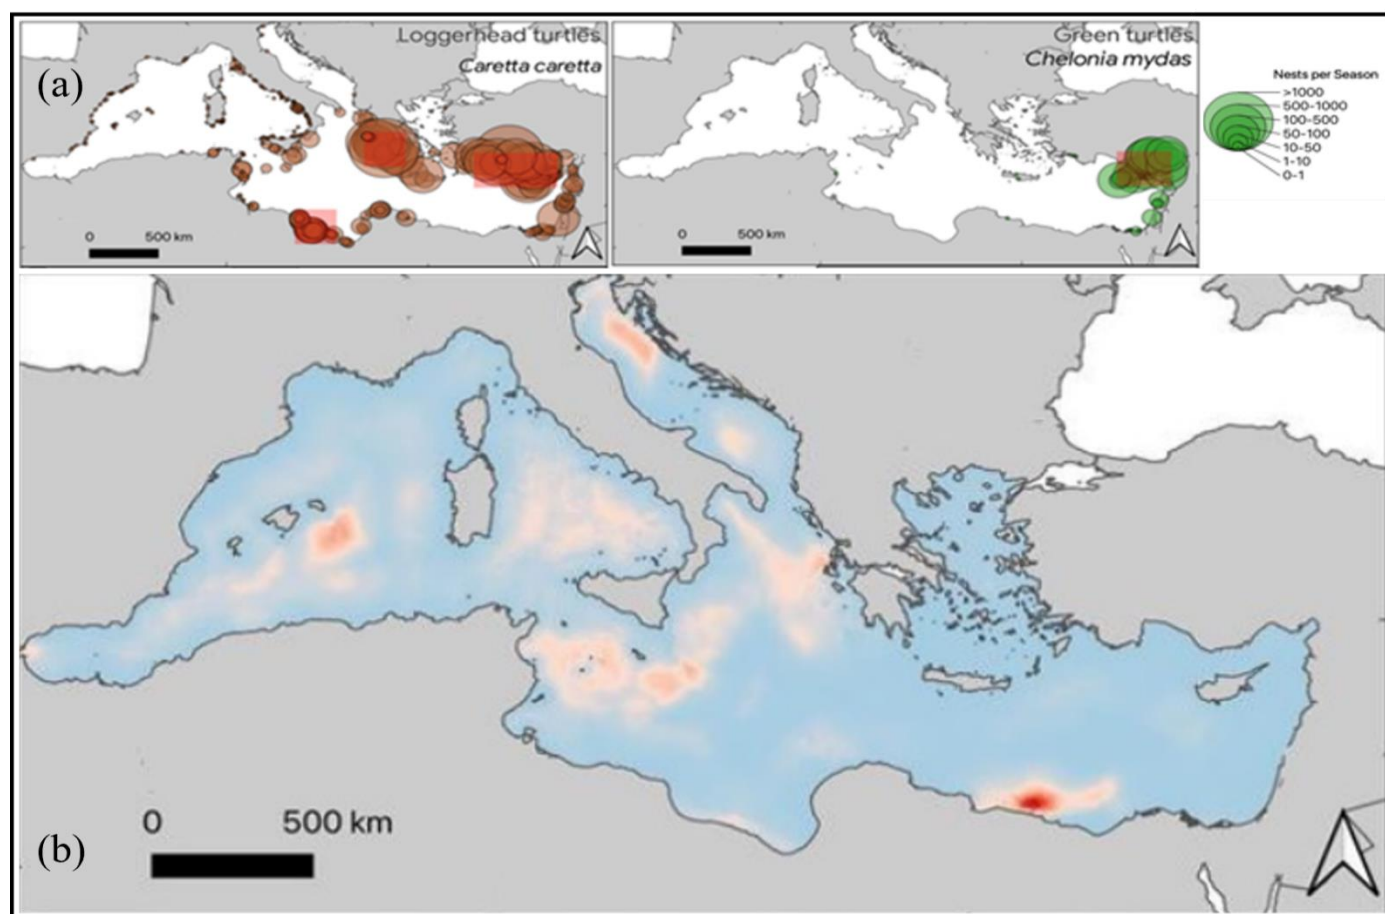 (a)
Loggerhead turtles
Caretta caretta
0 500 km
Green turtles
Chelonia mydas
0 500 km
Nests per Season
>1000
500-1000
100-500
50-100
10-50
1-10
0-1
0 500 km
(b)